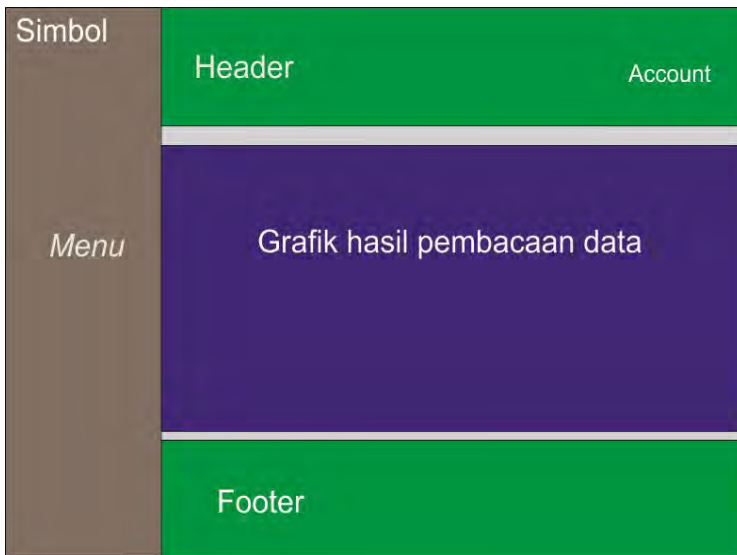 Simbol
Header
Account
Menu
Grafik hasil pembacaan data
Footer